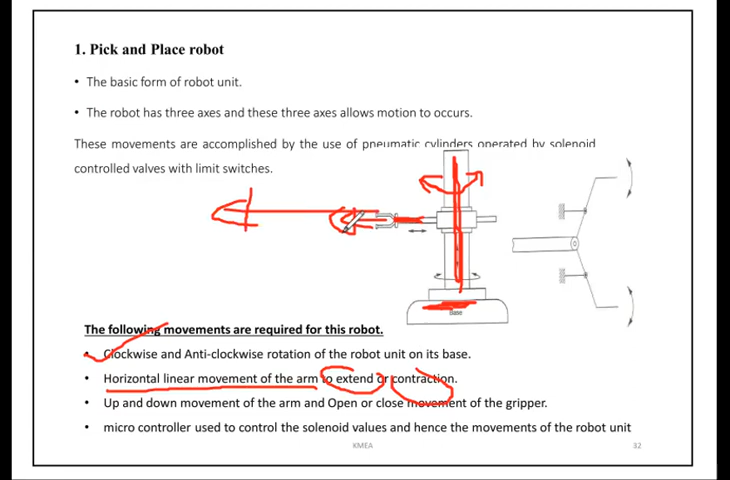 1. Pick and Place robot
• The basic form of robot unit.
• The robot has three axes and these three axes allows motion to occurs.
These movements are accomplished by the use of pneumatic cylinders operated by solenoid
controlled valves with limit switches.
Base
The following movements are required for this robot.
• Clockwise and Anti-clockwise rotation of the robot unit on its base.
• Horizontal linear movement of the arm to extend or contraction.
• Up and down movement of the arm and Open or close movement of the gripper.
• micro controller used to control the solenoid values and hence the movements of the robot unit
KMEA
32